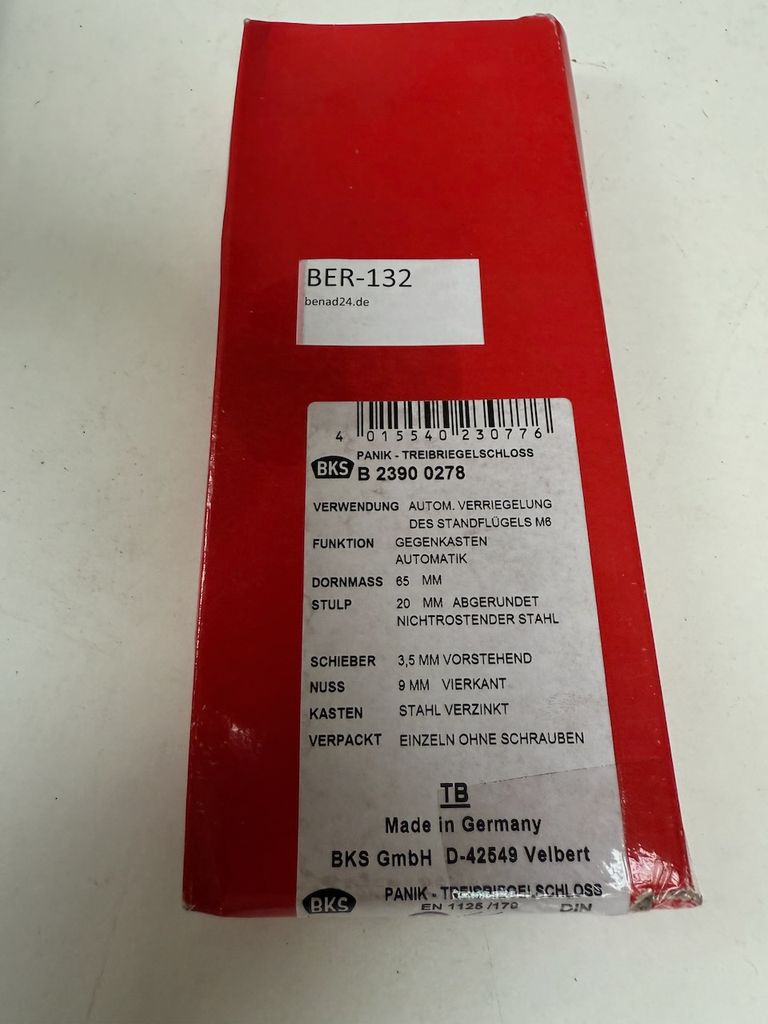 BER-132
benad24.de
4 015540 230776
PANIK - TREIBRIEGELSCHLOSS
BKS B 2390 0278
VERWENDUNG AUTOM. VERRIEGELUNG
DES STANDFLÜGELS M6
FUNKTION GEGENKASTEN
AUTOMATIK
DORNMASS 65 MM
STULP 20 MM ABGERUNDET
NICHTROSTENDER STAHL
SCHIEBER 3,5 MM VORSTEHEND
NUSS 9 MM VIERKANT
KASTEN STAHL VERZINKT
VERPACKT EINZELN OHNE SCHRAUBEN
TB
Made in Germany
BKS GmbH D-42549 Velbert
BKS PANIK - TREIBRIEGELSCHLOSS
EN 1125 /179 DIN